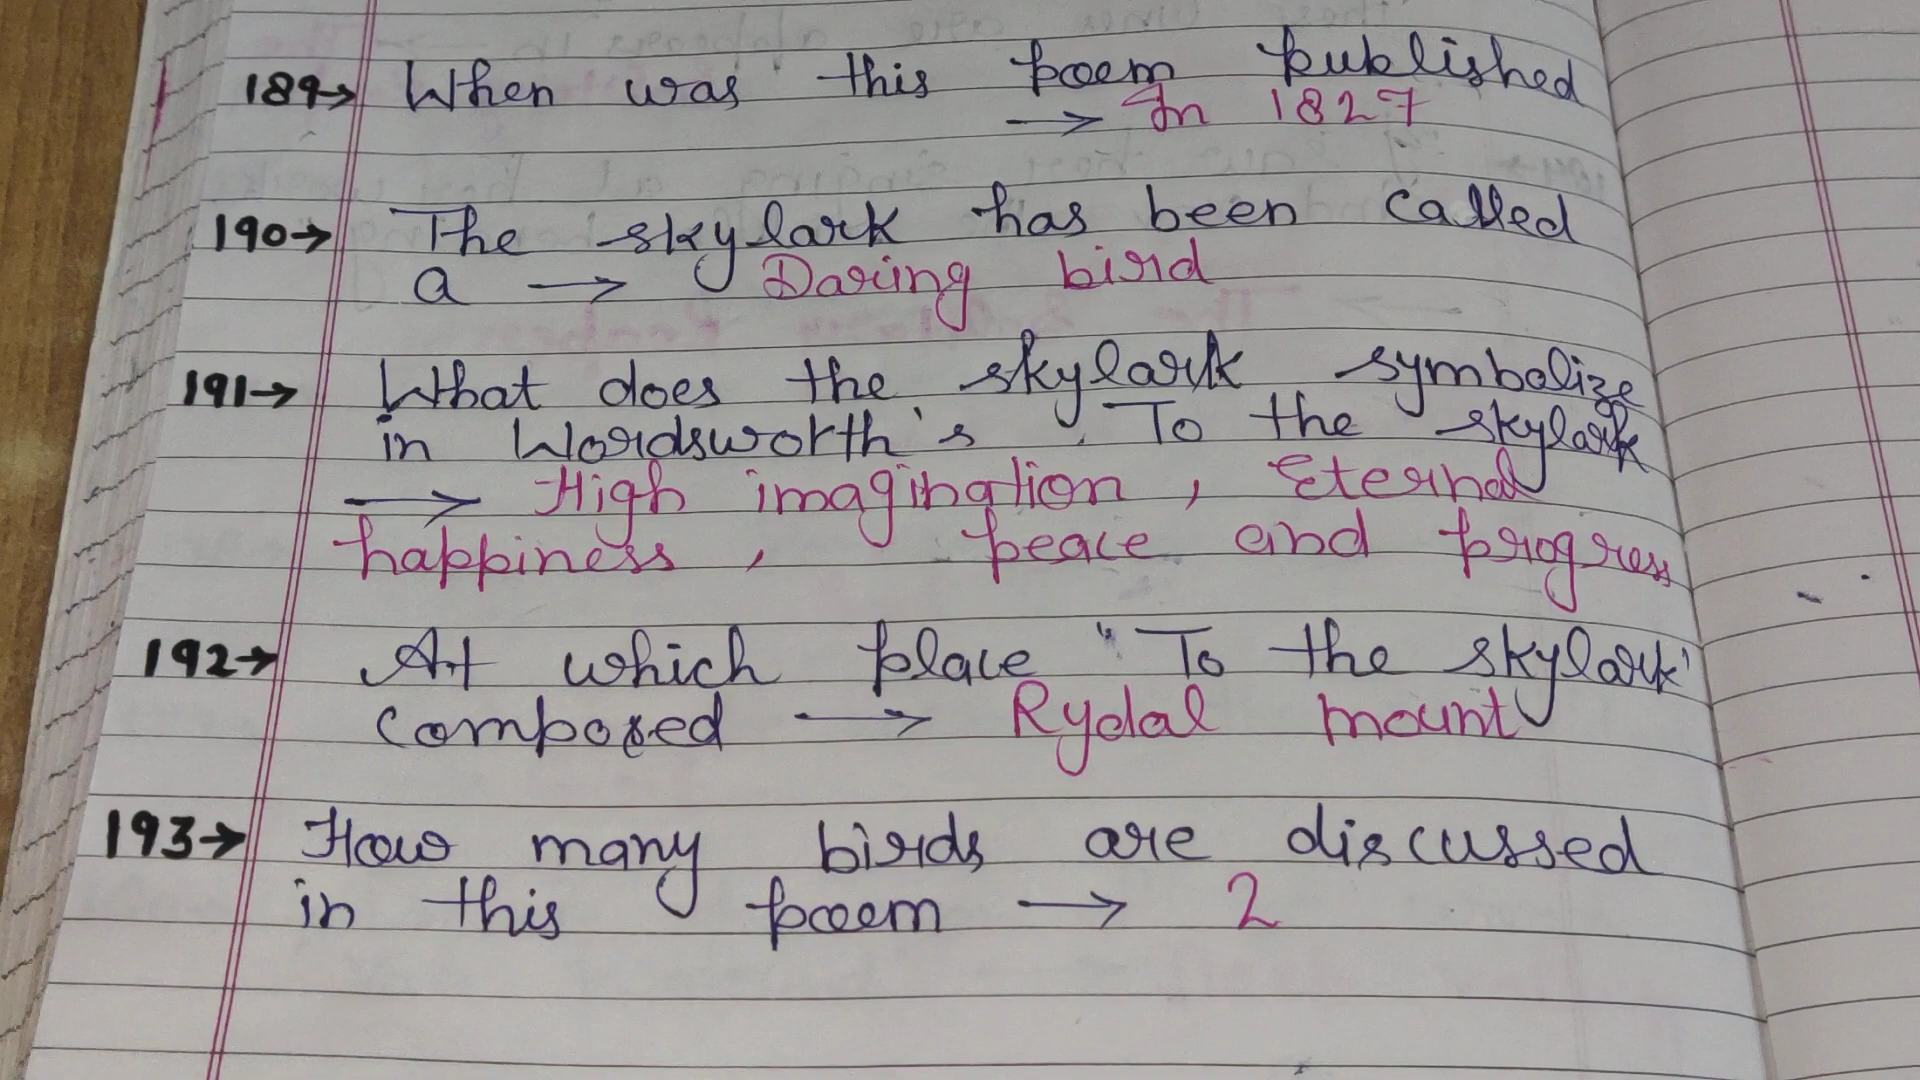 189→ When was this poem published
→ In 1827
190→ The skylark has been called
a → Daring bird
191→ What does the skylark symbolize
in Wordsworth's To the skylark
→ High imagination, Eternal
happiness, peace and progress
192→ At which place "To the skylark'
composed → Rydal mount
193→ How many birds are discussed
in this poem → 2